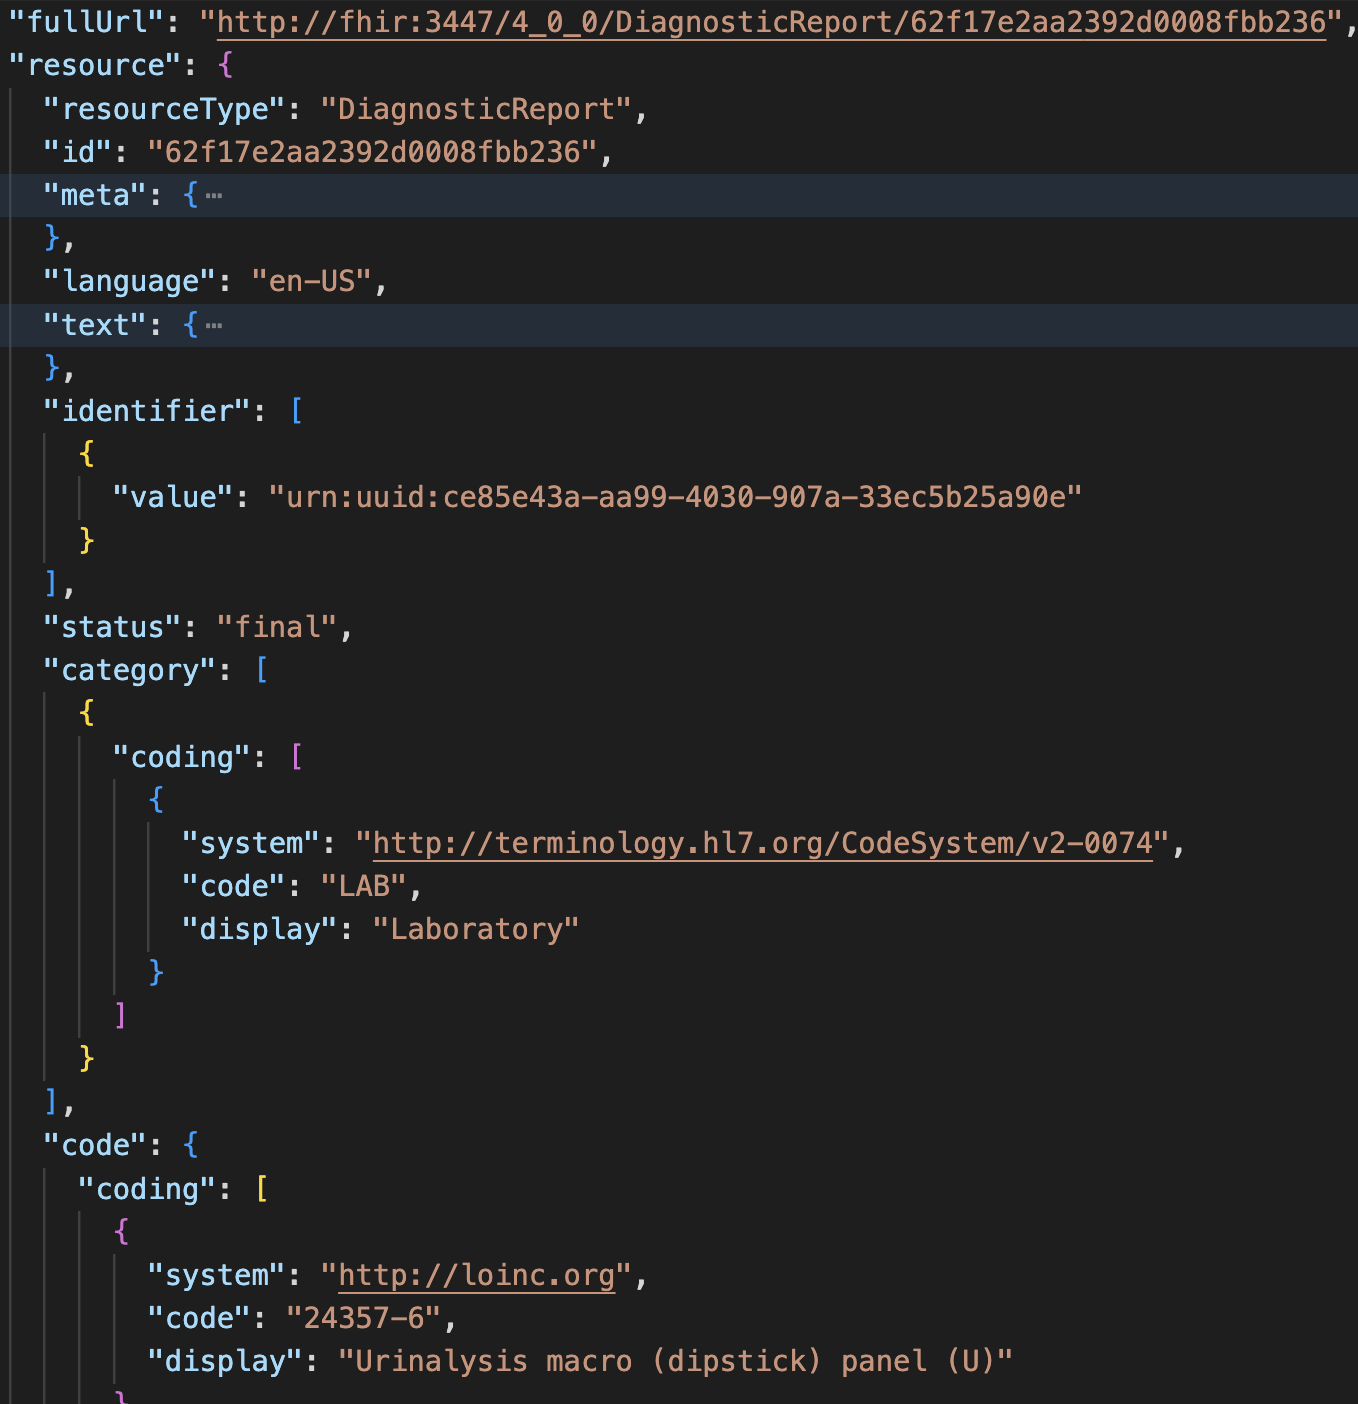 "fullUrl": "http://fhir:3447/4_0_0/DiagnosticReport/62f17e2aa2392d0008fbb236",
"resource": {
"resourceType": "DiagnosticReport",
"id": "62f17e2aa2392d0008fbb236",
"meta": {⋯
},
"language": "en-US",
"text": {⋯
},
"identifier": [
{
"value": "urn:uuid:ce85e43a-aa99-4030-907a-33ec5b25a90e"
}
],
"status": "final",
"category": [
{
"coding": [
{
"system": "http://terminology.hl7.org/CodeSystem/v2-0074",
"code": "LAB",
"display": "Laboratory"
}
]
}
],
"code": {
"coding": [
{
"system": "http://loinc.org",
"code": "24357-6",
"display": "Urinalysis macro (dipstick) panel (U)"
}